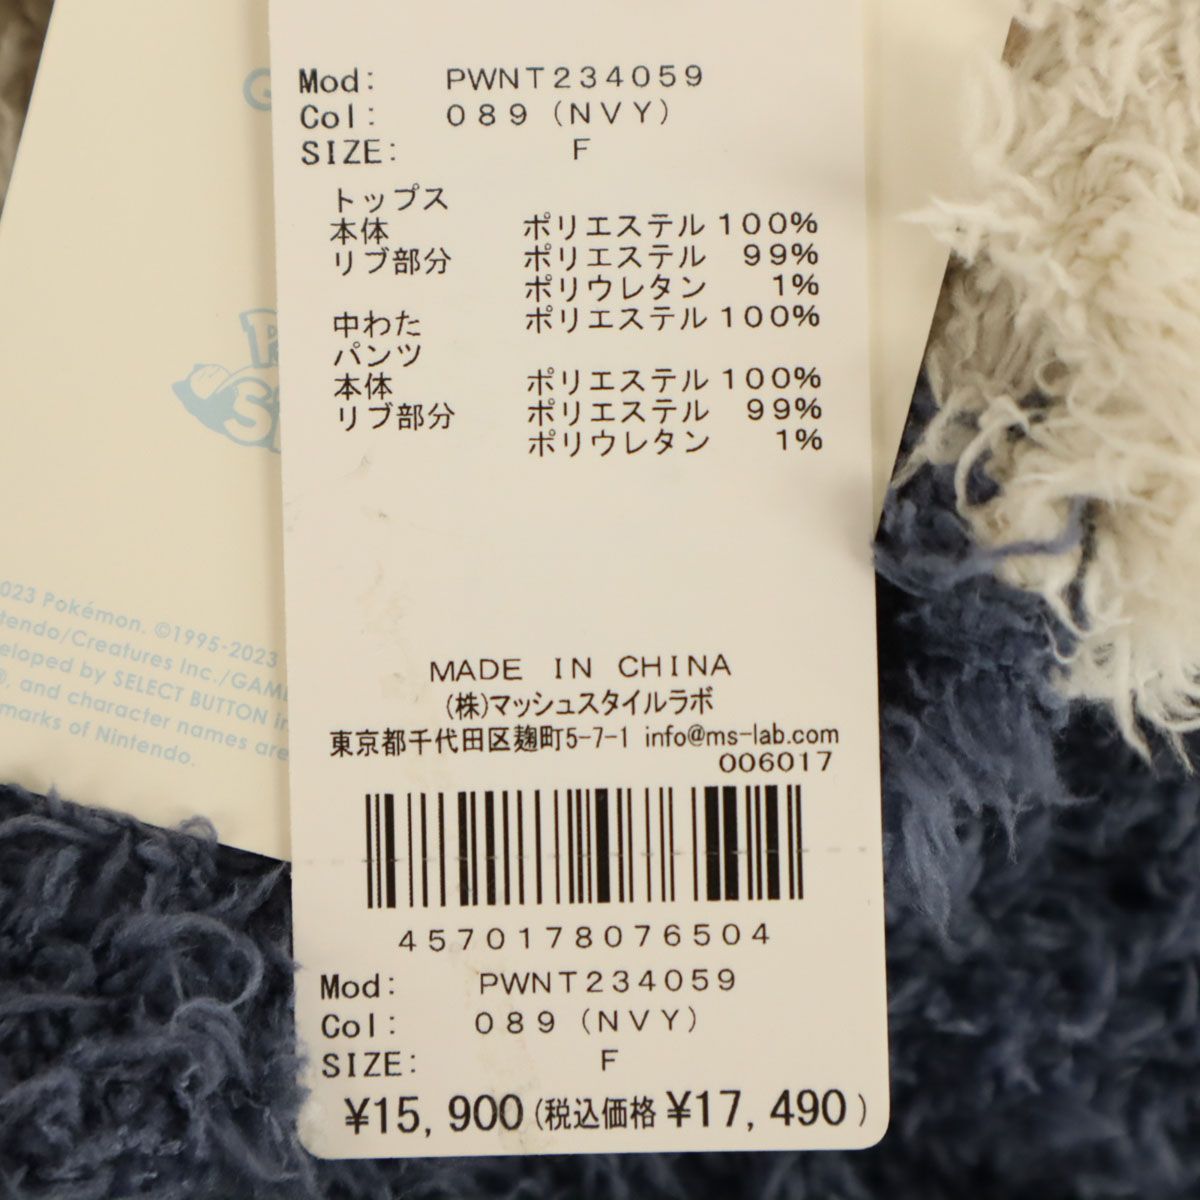 Mod: PWNT234059
Col: 089 (NVY)
SIZE: F
トップス
本体 ポリエステル 100%
リブ部分 ポリエステル 99%
ポリウレタン 1%
中わた ポリエステル 100%
パンツ
本体 ポリエステル 100%
リブ部分 ポリエステル 99%
ポリウレタン 1%
MADE IN CHINA
(株)マッシュスタイルラボ
東京都千代田区麹町5-7-1 info@ms-lab.com
006017
4570178076504
Mod: PWNT234059
Col: 089 (NVY)
SIZE: F
¥15,900 (税込価格 ¥17,490)
023 Pokémon. ©1995-2023
ntendo/Creatures Inc./GAM
eloped by SELECT BUTTON in
®, and character names are
marks of Nintendo.